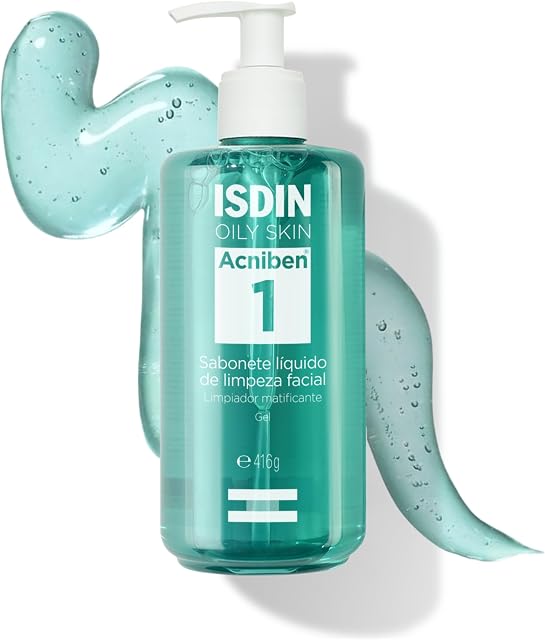 ISDIN
OILY SKIN
Acniben®
1
Sabonete líquido
de limpeza facial
Limpiador matificante
Gel
℮416g